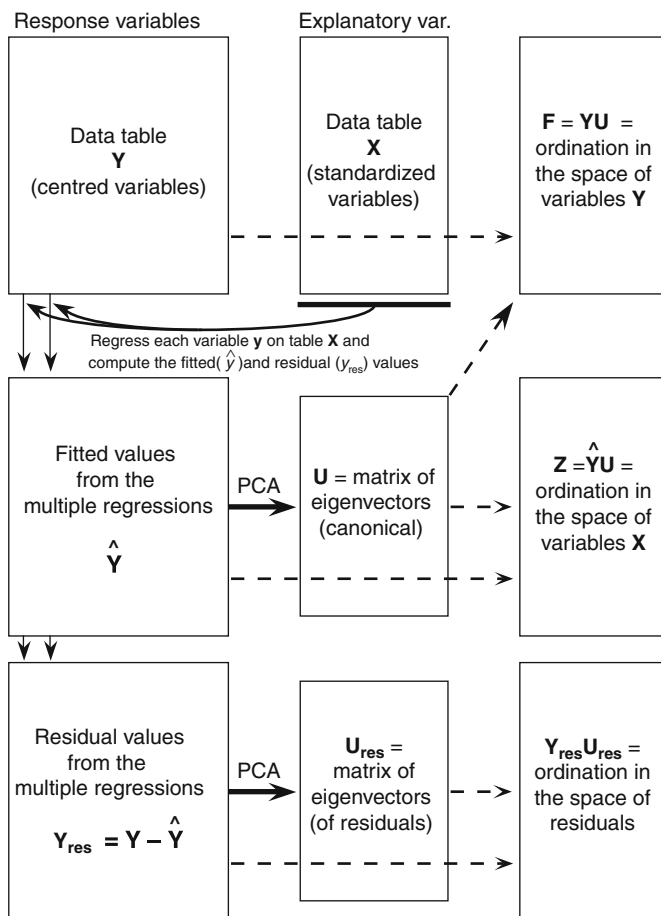 Response variables
Explanatory var.
Data table
Y
(centred variables)
Data table
X
(standardized
variables)
F = YU =
ordination in
the space of
variables Y
Regress each variable y on table X and
compute the fitted( ŷ )and residual (y_res) values
Fitted values
from the
multiple regressions
Ŷ
PCA
U = matrix of
eigenvectors
(canonical)
Z =ŶU =
ordination in
the space of
variables X
Residual values
from the
multiple regressions
Y_res = Y – Ŷ
PCA
U_res =
matrix of
eigenvectors
(of residuals)
Y_resU_res =
ordination in
the space of
residuals